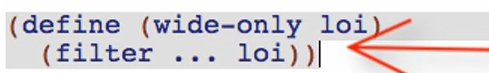 (define (wide-only loi)
(filter ... loi))